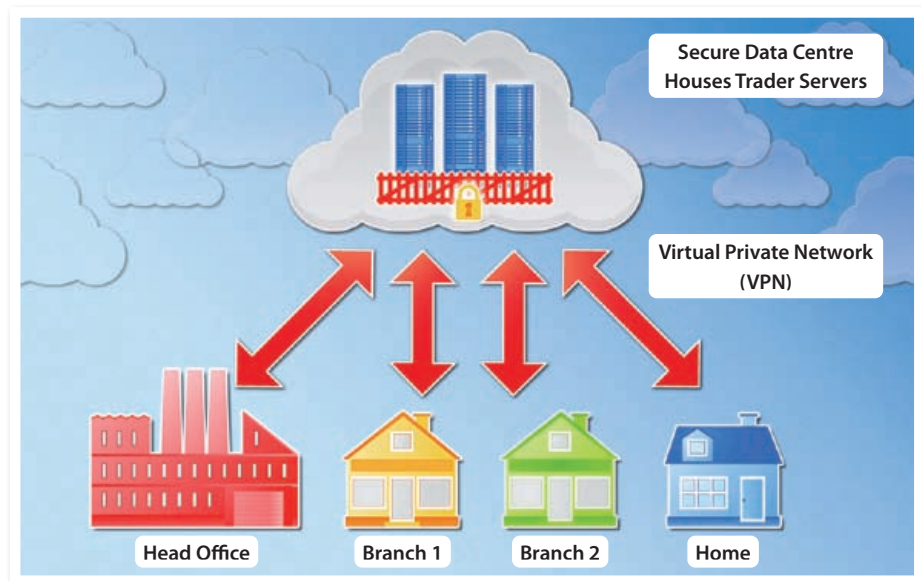 Secure Data Centre
Houses Trader Servers
Virtual Private Network
(VPN)
Head Office
Branch 1
Branch 2
Home